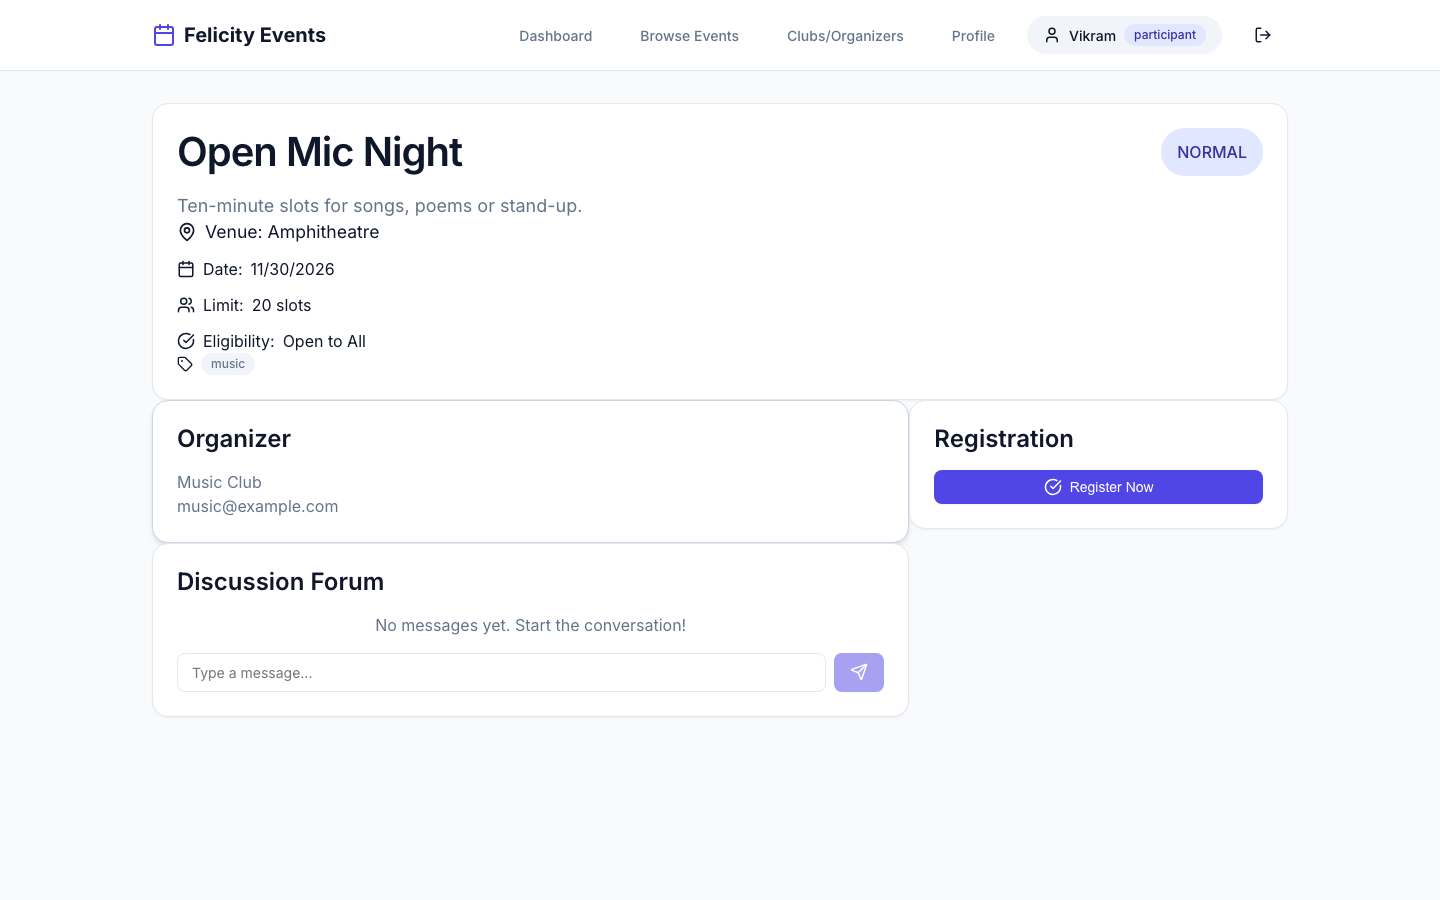 Felicity Events
Dashboard
Browse Events
Clubs/Organizers
Profile
Vikram participant
Open Mic Night
NORMAL
Ten-minute slots for songs, poems or stand-up.
Venue: Amphitheatre
Date: 11/30/2026
Limit: 20 slots
Eligibility: Open to All
music
Organizer
Music Club
music@example.com
Registration
Register Now
Discussion Forum
No messages yet. Start the conversation!
Type a message...